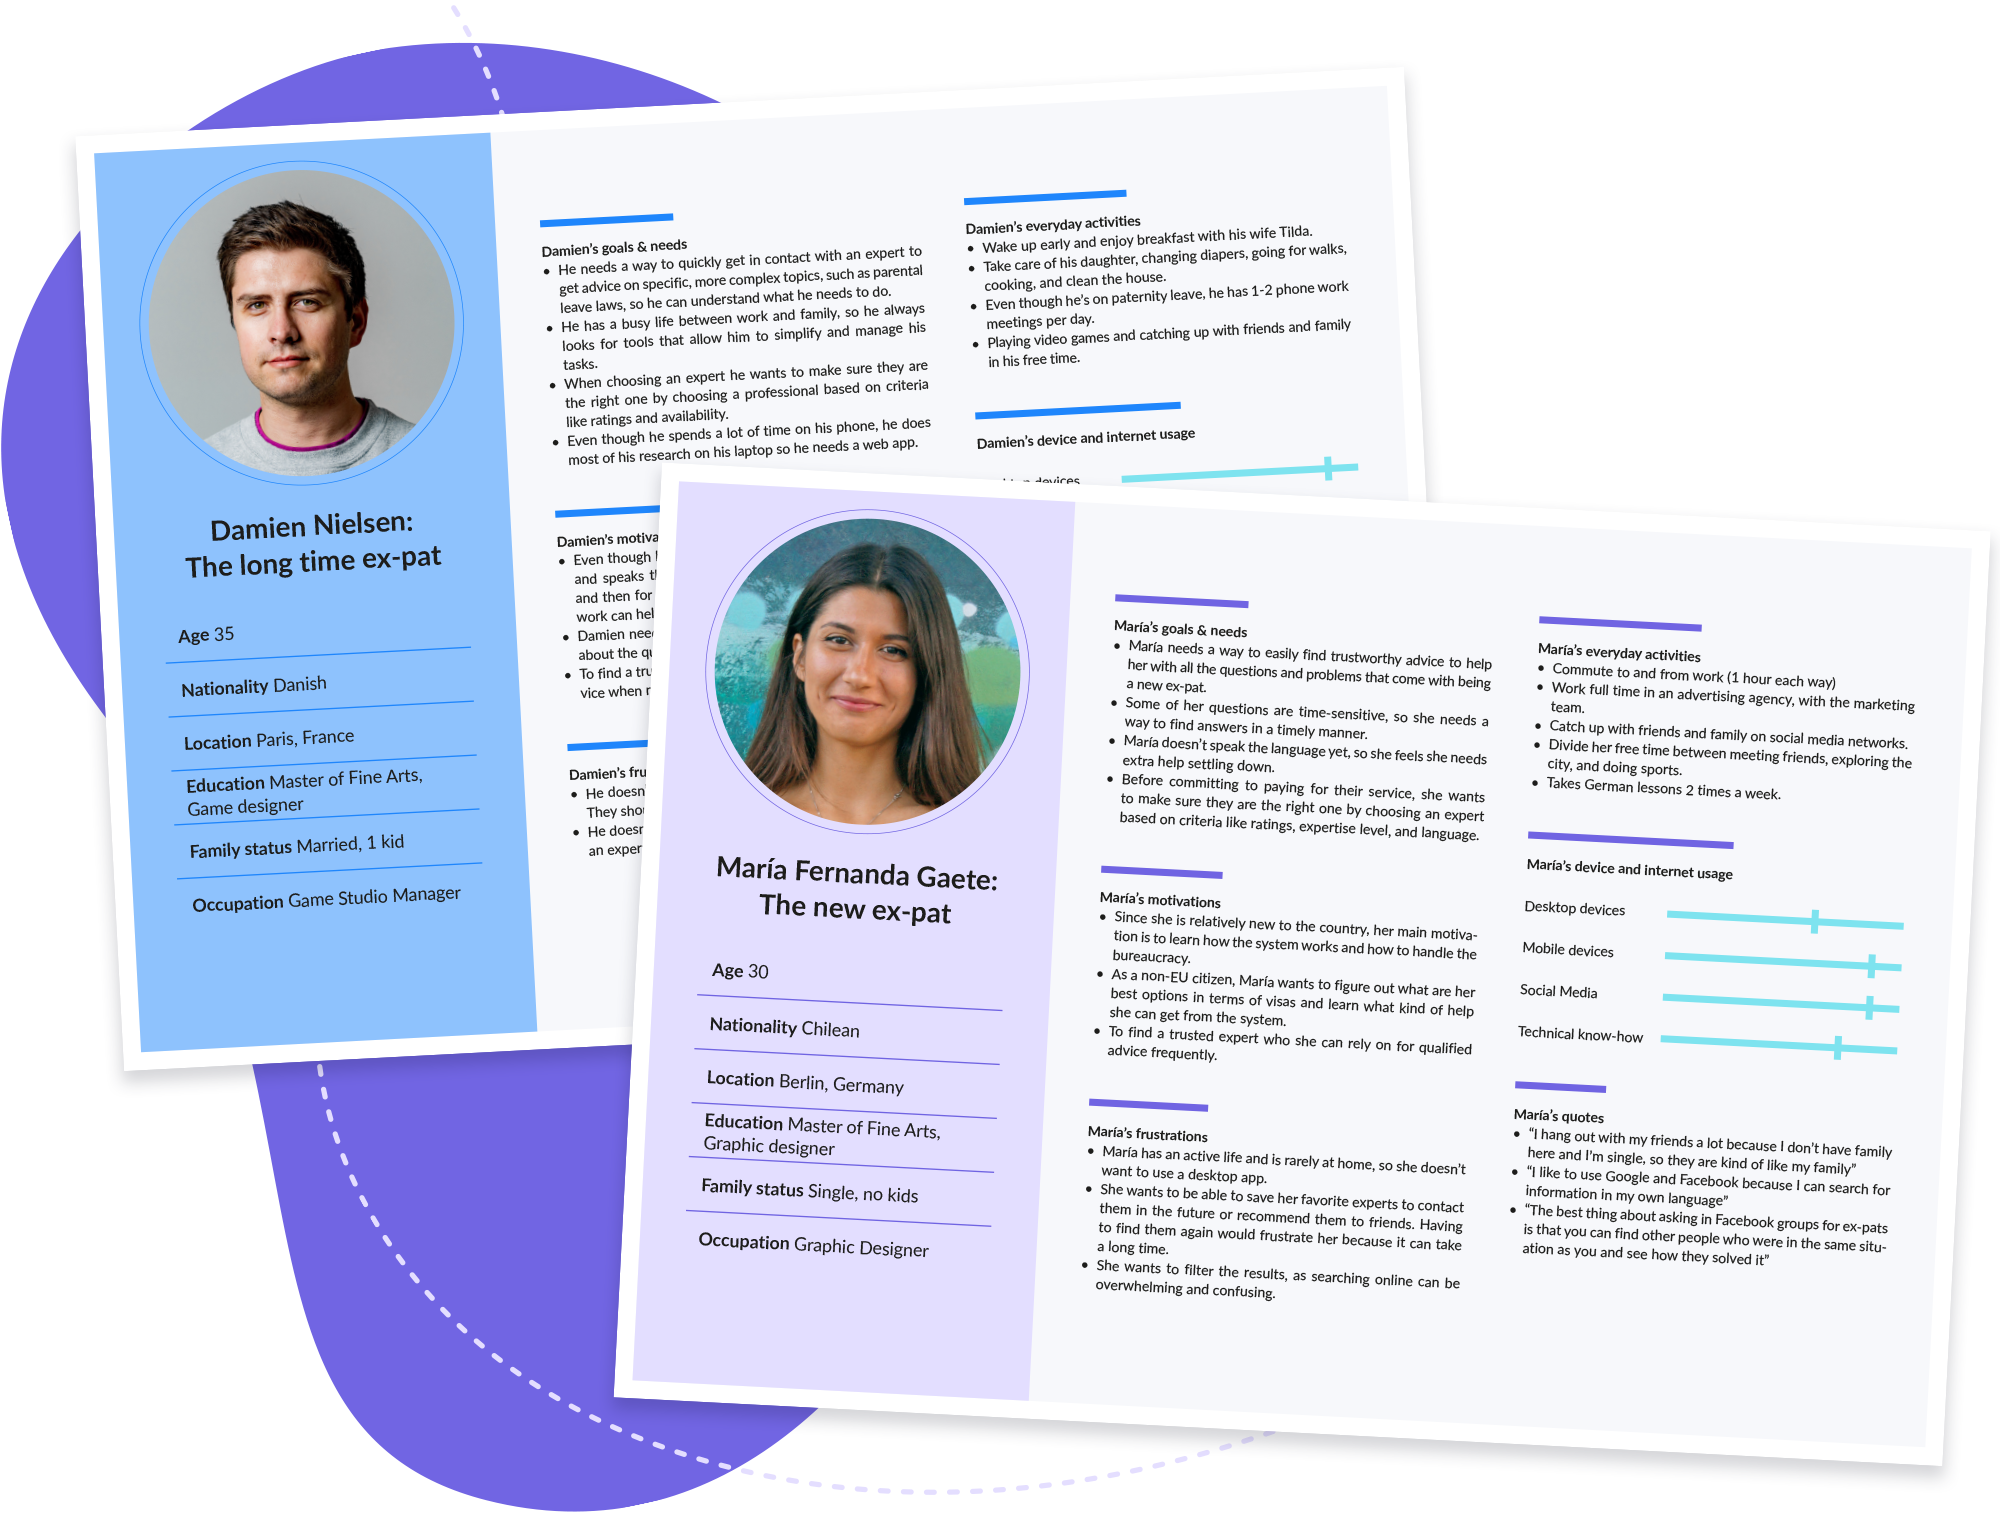 Damien Nielsen:
The long time ex-pat
Age 35
Nationality Danish
Location Paris, France
Education Master of Fine Arts,
Game designer
Family status Married, 1 kid
Occupation Game Studio Manager
Damien’s goals & needs
• He needs a way to quickly get in contact with an expert to
get advice on specific, more complex topics, such as parental
leave laws, so he can understand what he needs to do.
• He has a busy life between work and family, so he always
looks for tools that allow him to simplify and manage his
tasks.
• When choosing an expert he wants to make sure they are
the right one by choosing a professional based on criteria
like ratings and availability.
• Even though he spends a lot of time on his phone, he does
most of his research on his laptop so he needs a web app.
Damien’s
• Even though
and speaks
and then for
work can
• Damien
about the
• To find a
vice when
Damien’s
• He
They
• He
an
Damien’s everyday activities
• Wake up early and enjoy breakfast with his wife Tilda.
• Take care of his daughter, changing diapers, going for walks,
cooking, and clean the house.
• Even though he’s on paternity leave, he has 1-2 phone work
meetings per day.
• Playing video games and catching up with friends and family
in his free time.
Damien’s device and internet usage
devices
María Fernanda Gaete:
The new ex-pat
Age 30
Nationality Chilean
Location Berlin, Germany
Education Master of Fine Arts,
Graphic designer
Family status Single, no kids
Occupation Graphic Designer
María’s goals & needs
• María needs a way to easily find trustworthy advice to help
her with all the questions and problems that come with being
a new ex-pat.
• Some of her questions are time-sensitive, so she needs a
way to find answers in a timely manner.
• María doesn’t speak the language yet, so she feels she needs
extra help settling down.
• Before committing to paying for their service, she wants
to make sure they are the right one by choosing an expert
based on criteria like ratings, expertise level, and language.
María’s motivations
• Since she is relatively new to the country, her main motiva-
tion is to learn how the system works and how to handle the
bureaucracy.
• As a non-EU citizen, María wants to figure out what are her
best options in terms of visas and learn what kind of help
she can get from the system.
• To find a trusted expert who she can rely on for qualified
advice frequently.
María’s frustrations
• María has an active life and is rarely at home, so she doesn’t
want to use a desktop app.
• She wants to be able to save her favorite experts to contact
them in the future or recommend them to friends. Having
to find them again would frustrate her because it can take
a long time.
• She wants to filter the results, as searching online can be
overwhelming and confusing.
María’s everyday activities
• Commute to and from work (1 hour each way)
• Work full time in an advertising agency, with the marketing
team.
• Catch up with friends and family on social media networks.
• Divide her free time between meeting friends, exploring the
city, and doing sports.
• Takes German lessons 2 times a week.
María’s device and internet usage
Desktop devices
Mobile devices
Social Media
Technical know-how
María’s quotes
• “I hang out with my friends a lot because I don’t have family
here and I’m single, so they are kind of like my family”
• “I like to use Google and Facebook because I can search for
information in my own language”
• “The best thing about asking in Facebook groups for ex-pats
is that you can find other people who were in the same situ-
ation as you and see how they solved it”